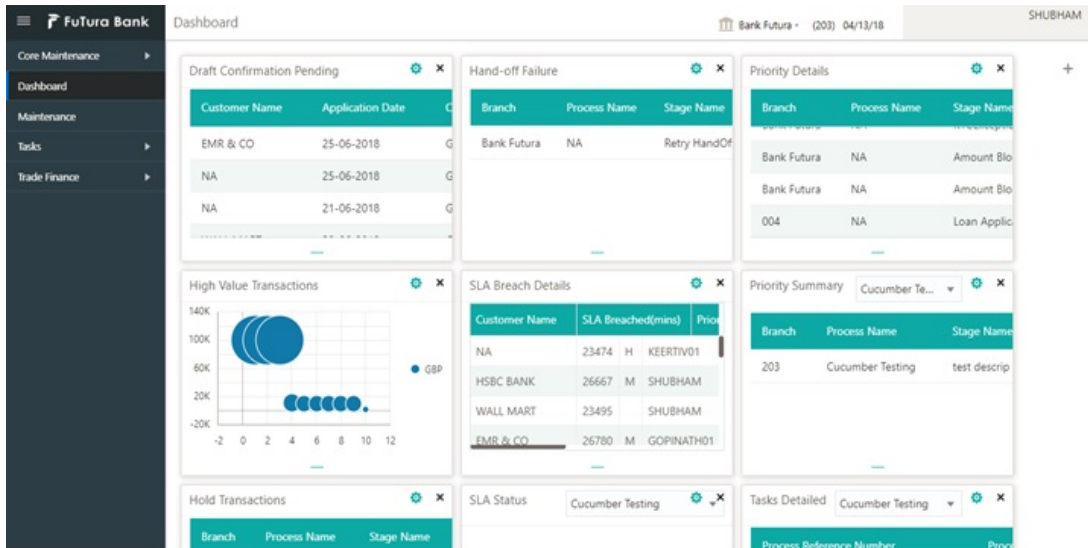 FuTura Bank
Dashboard
Bank Futura - (203) 04/13/18
SHUBHAM
Core Maintenance
Dashboard
Maintenance
Tasks
Trade Finance
Draft Confirmation Pending
Customer Name Application Date
EMR & CO 25-06-2018 G
NA 25-06-2018 G
NA 21-06-2018 G
Hand-off Failure
Branch Process Name Stage Name
Bank Futura NA Retry HandOf
Priority Details
Branch Process Name Stage Name
Bank Futura NA Amount Blo
Bank Futura NA Amount Blo
004 NA Loan Applic
High Value Transactions
140K
100K
60K
20K
-20K
-2 0 2 4 6 8 10 12
GBP
SLA Breach Details
Customer Name SLA Breached(mins) Prior
NA 23474 H KEERTIV01
HSBC BANK 26667 M SHUBHAM
WALL MART 23495 SHUBHAM
EMR & CO 26780 M GOPINATH01
Priority Summary Cucumber Te...
Branch Process Name Stage Name
203 Cucumber Testing test descrip
Hold Transactions
Branch Process Name Stage Name
SLA Status Cucumber Testing
Tasks Detailed Cucumber Testing
Process Reference Number Proc